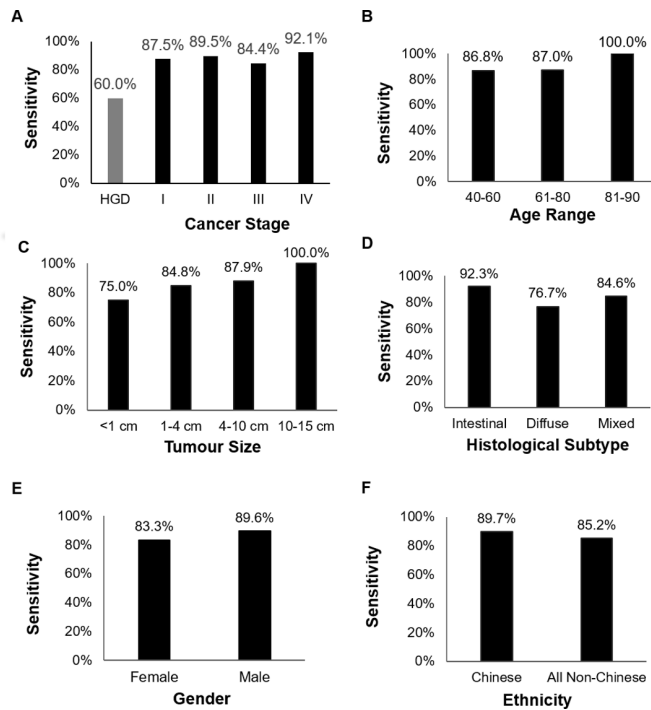 A
Sensitivity
100%
80%
60%
40%
20%
0%
60.0%
87.5%
89.5%
84.4%
92.1%
HGD I II III IV
Cancer Stage
B
Sensitivity
100%
80%
60%
40%
20%
0%
86.8%
87.0%
100.0%
40-60 61-80 81-90
Age Range
C
Sensitivity
100%
80%
60%
40%
20%
0%
75.0%
84.8%
87.9%
100.0%
<1 cm 1-4 cm 4-10 cm 10-15 cm
Tumour Size
D
Sensitivity
100%
80%
60%
40%
20%
0%
92.3%
76.7%
84.6%
Intestinal Diffuse Mixed
Histological Subtype
E
Sensitivity
100%
80%
60%
40%
20%
0%
83.3%
89.6%
Female Male
Gender
F
Sensitivity
100%
80%
60%
40%
20%
0%
89.7%
85.2%
Chinese All Non-Chinese
Ethnicity